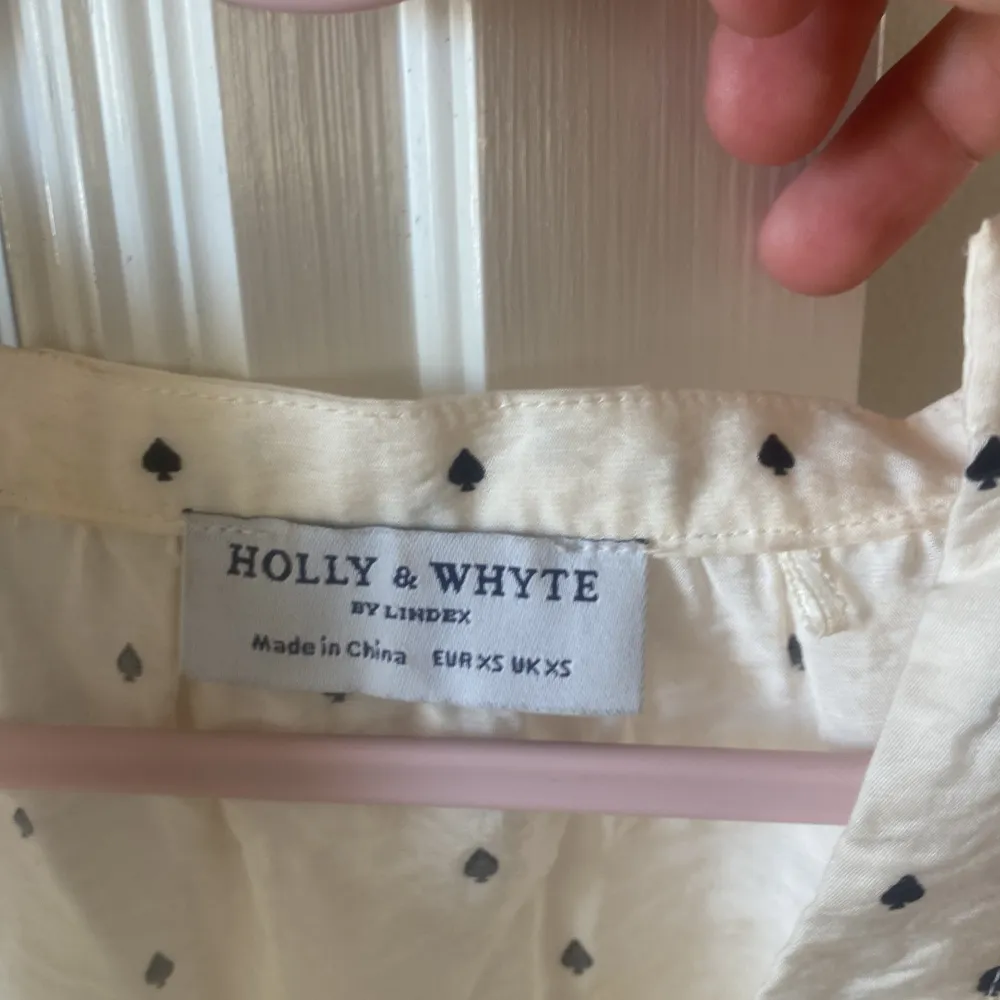 HOLLY & WHYTE
BY LINDEX
Made in China EUR XS UK XS